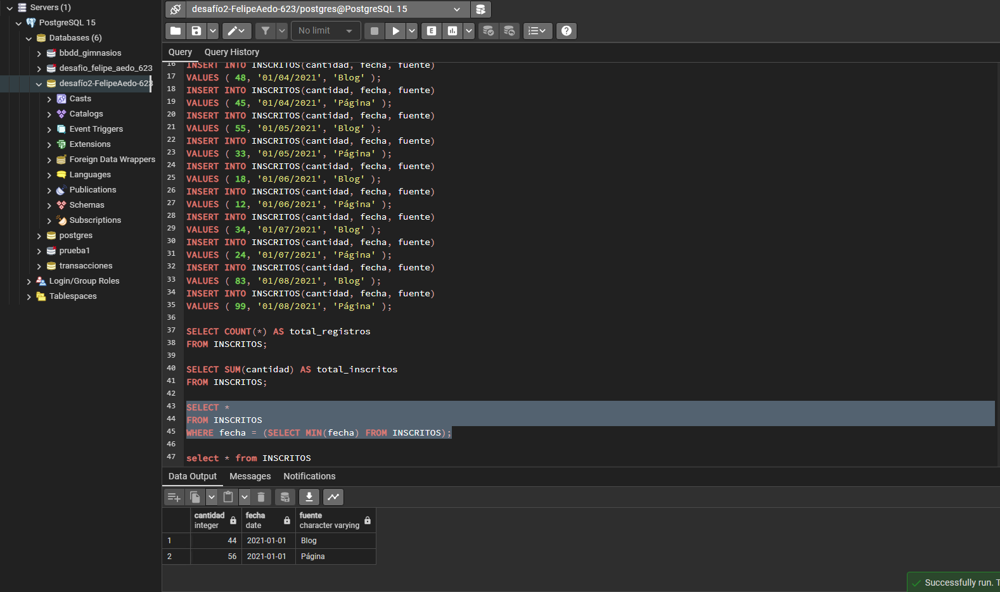 Servers (1)
PostgreSQL 15
Databases (6)
bbdd_gimnasios
desafio_felipe_aedo_623
desafío2-FelipeAedo-623
Casts
Catalogs
Event Triggers
Extensions
Foreign Data Wrappers
Languages
Publications
Schemas
Subscriptions
postgres
prueba1
transacciones
Login/Group Roles
Tablespaces
desafío2-FelipeAedo-623/postgres@PostgreSQL 15
No limit
E
Query Query History
16 INSERT INTO INSCRITOS(cantidad, fecha, fuente)
17 VALUES ( 48, '01/04/2021', 'Blog' );
18 INSERT INTO INSCRITOS(cantidad, fecha, fuente)
19 VALUES ( 45, '01/04/2021', 'Página' );
20 INSERT INTO INSCRITOS(cantidad, fecha, fuente)
21 VALUES ( 55, '01/05/2021', 'Blog' );
22 INSERT INTO INSCRITOS(cantidad, fecha, fuente)
23 VALUES ( 33, '01/05/2021', 'Página' );
24 INSERT INTO INSCRITOS(cantidad, fecha, fuente)
25 VALUES ( 18, '01/06/2021', 'Blog' );
26 INSERT INTO INSCRITOS(cantidad, fecha, fuente)
27 VALUES ( 12, '01/06/2021', 'Página' );
28 INSERT INTO INSCRITOS(cantidad, fecha, fuente)
29 VALUES ( 34, '01/07/2021', 'Blog' );
30 INSERT INTO INSCRITOS(cantidad, fecha, fuente)
31 VALUES ( 24, '01/07/2021', 'Página' );
32 INSERT INTO INSCRITOS(cantidad, fecha, fuente)
33 VALUES ( 83, '01/08/2021', 'Blog' );
34 INSERT INTO INSCRITOS(cantidad, fecha, fuente)
35 VALUES ( 99, '01/08/2021', 'Página' );
36
37 SELECT COUNT(*) AS total_registros
38 FROM INSCRITOS;
39
40 SELECT SUM(cantidad) AS total_inscritos
41 FROM INSCRITOS;
42
43 SELECT *
44 FROM INSCRITOS
45 WHERE fecha = (SELECT MIN(fecha) FROM INSCRITOS);
46
47 select * from INSCRITOS
Data Output Messages Notifications
cantidad fecha fuente
integer date character varying
1 44 2021-01-01 Blog
2 56 2021-01-01 Página
Successfully run. T